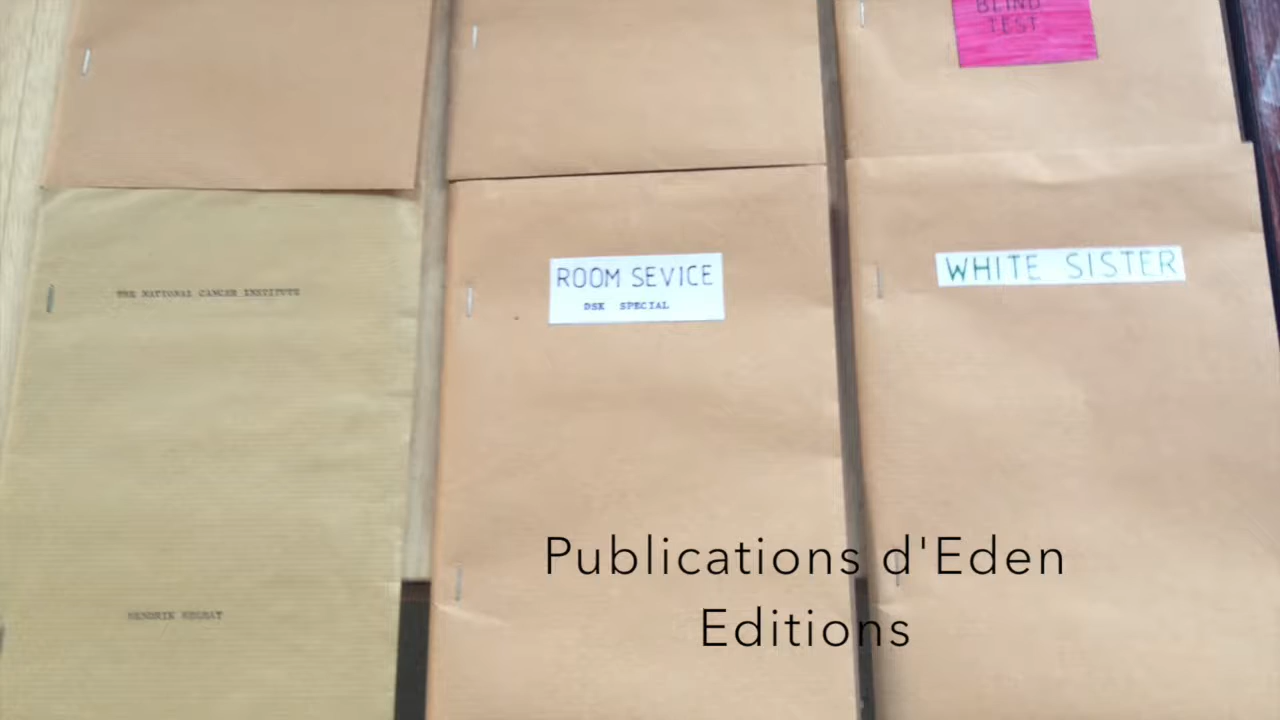 BLIND
TEST
THE NATIONAL CANCER INSTITUTE
ROOM SEVICE
DSK SPECIAL
WHITE SISTER
HENDRIK
Publications d'Eden
Editions